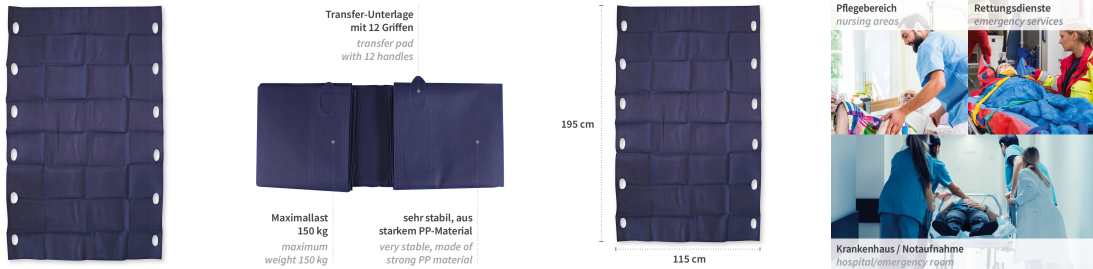 Transfer-Unterlage
mit 12 Griffen
transfer pad
with 12 handles
Maximallast
150 kg
maximum
weight 150 kg
sehr stabil, aus
starkem PP-Material
very stable, made of
strong PP material
195 cm
115 cm
Pflegebereich
nursing areas
Rettungsdienste
emergency services
Krankenhaus / Notaufnahme
hospital/emergency room